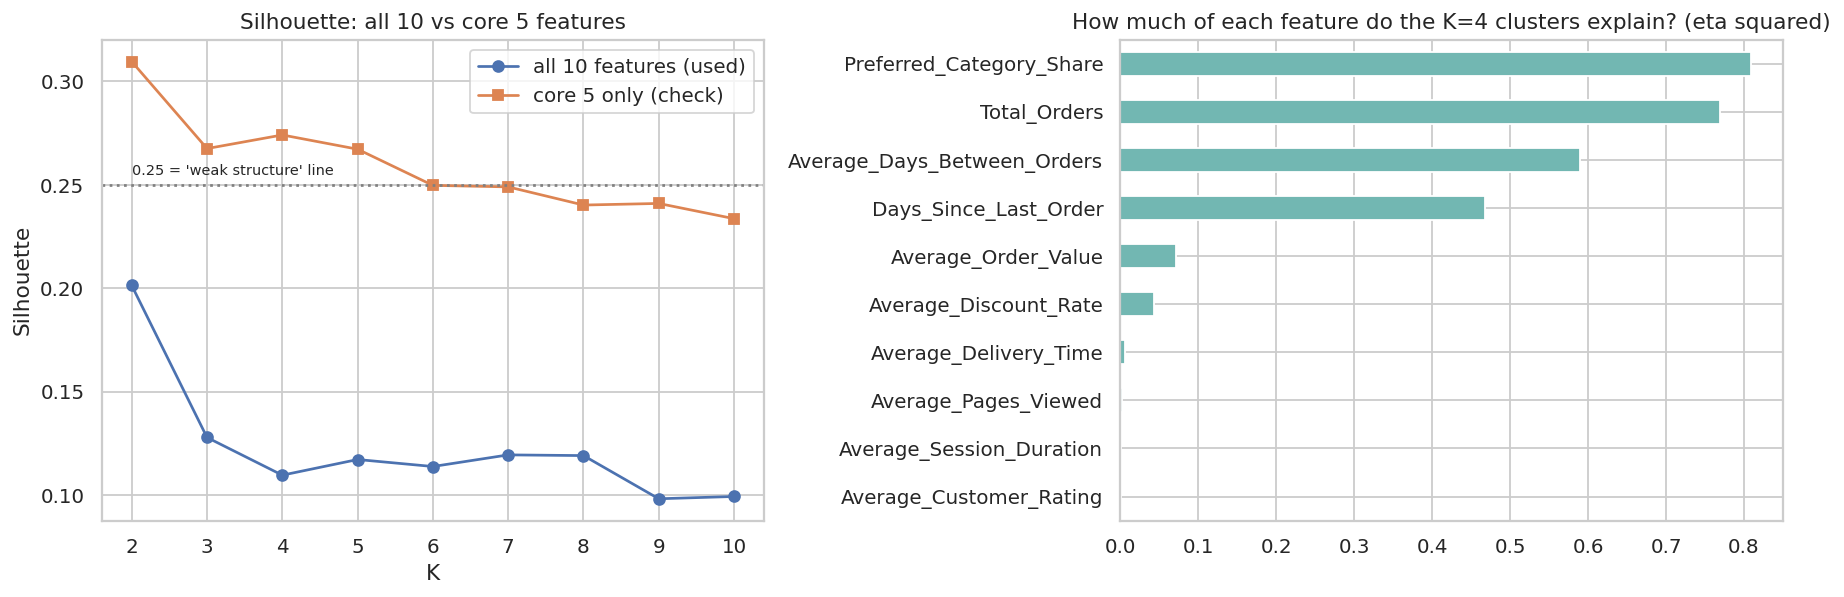 Silhouette: all 10 vs core 5 features
all 10 features (used)
core 5 only (check)
0.25 = 'weak structure' line
0.30
0.25
0.20
0.15
0.10
Silhouette
2 3 4 5 6 7 8 9 10
K
How much of each feature do the K=4 clusters explain? (eta squared)
Preferred_Category_Share
Total_Orders
Average_Days_Between_Orders
Days_Since_Last_Order
Average_Order_Value
Average_Discount_Rate
Average_Delivery_Time
Average_Pages_Viewed
Average_Session_Duration
Average_Customer_Rating
0.0 0.1 0.2 0.3 0.4 0.5 0.6 0.7 0.8